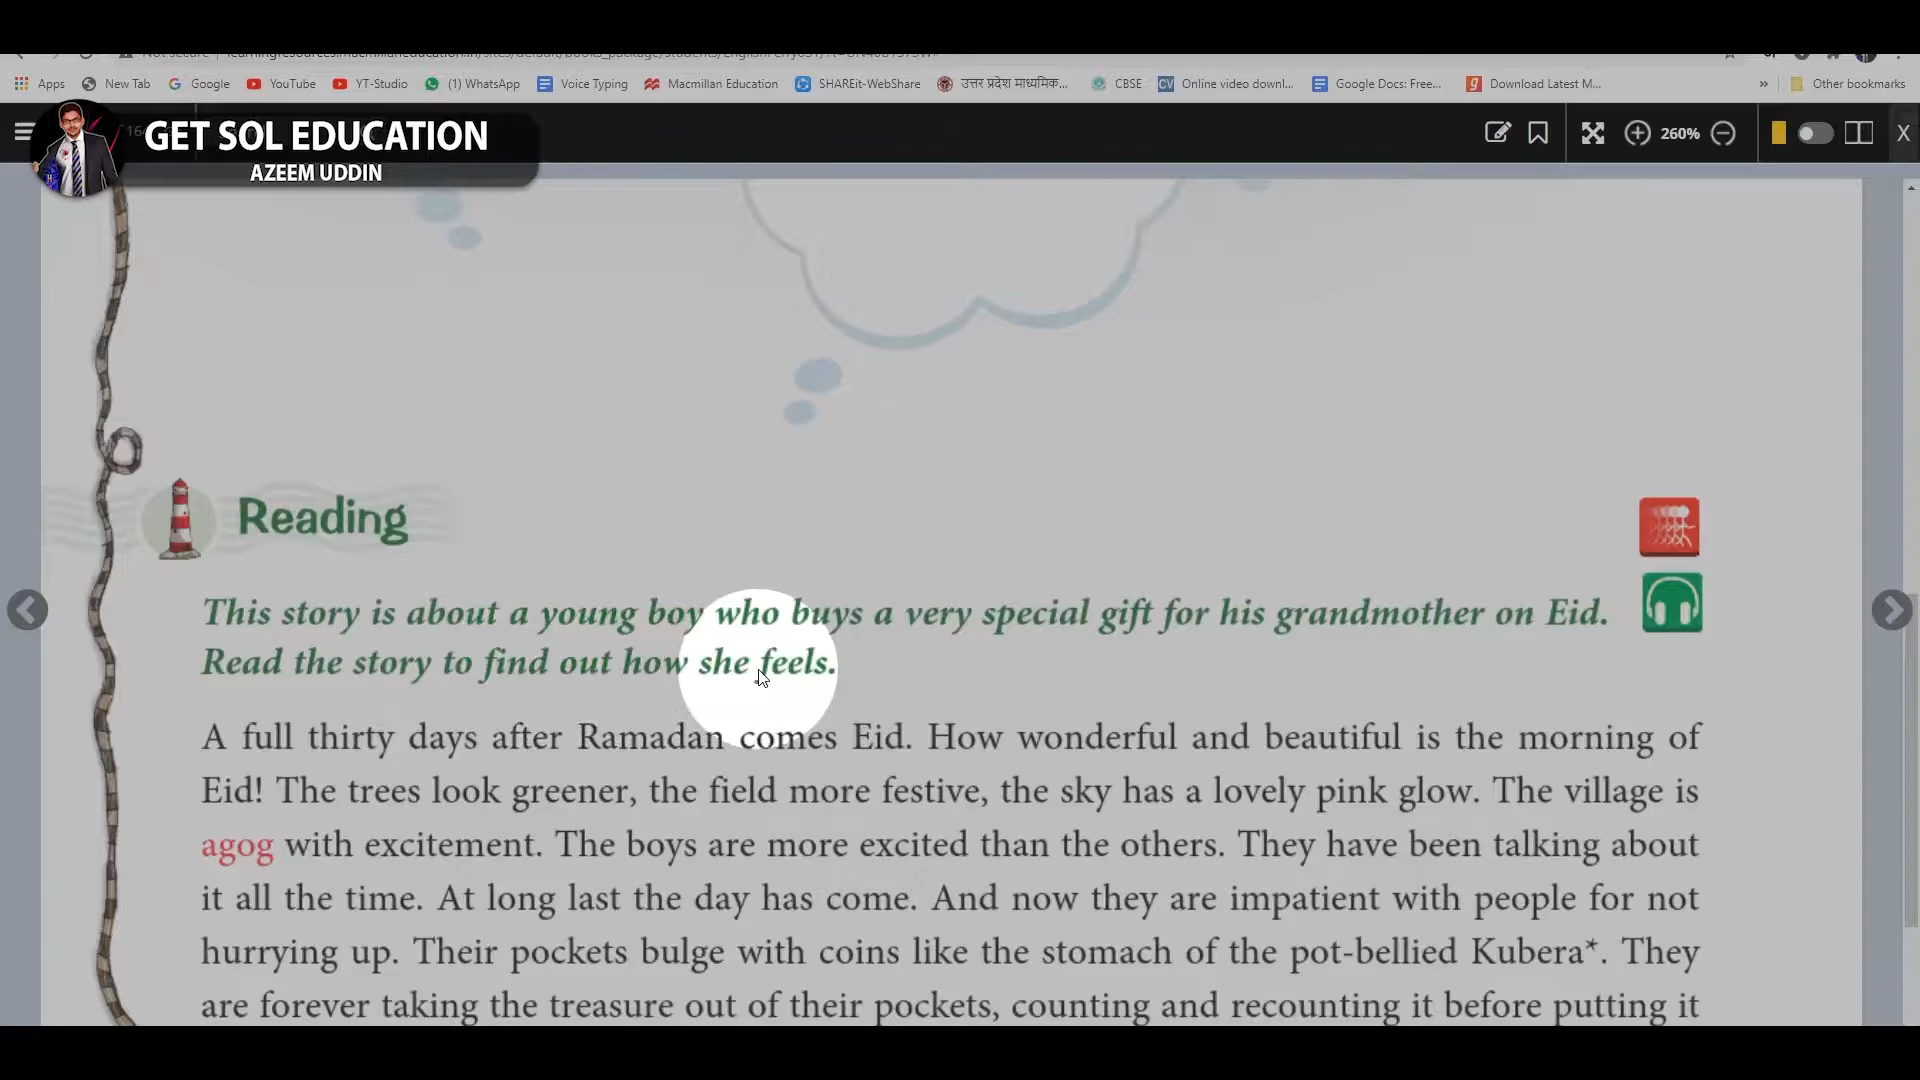 Apps New Tab Google YouTube YT-Studio (1) WhatsApp Voice Typing Macmillan Education SHAREit-WebShare उत्तर प्रदेश माध्यमिक... CBSE Online video downl... Google Docs: Free... Download Latest M... » Other bookmarks
GET SOL EDUCATION
AZEEM UDDIN
260%
X
Reading
This story is about a young boy who buys a very special gift for his grandmother on Eid.
Read the story to find out how she feels.
A full thirty days after Ramadan comes Eid. How wonderful and beautiful is the morning of
Eid! The trees look greener, the field more festive, the sky has a lovely pink glow. The village is
agog with excitement. The boys are more excited than the others. They have been talking about
it all the time. At long last the day has come. And now they are impatient with people for not
hurrying up. Their pockets bulge with coins like the stomach of the pot-bellied Kubera*. They
are forever taking the treasure out of their pockets, counting and recounting it before putting it